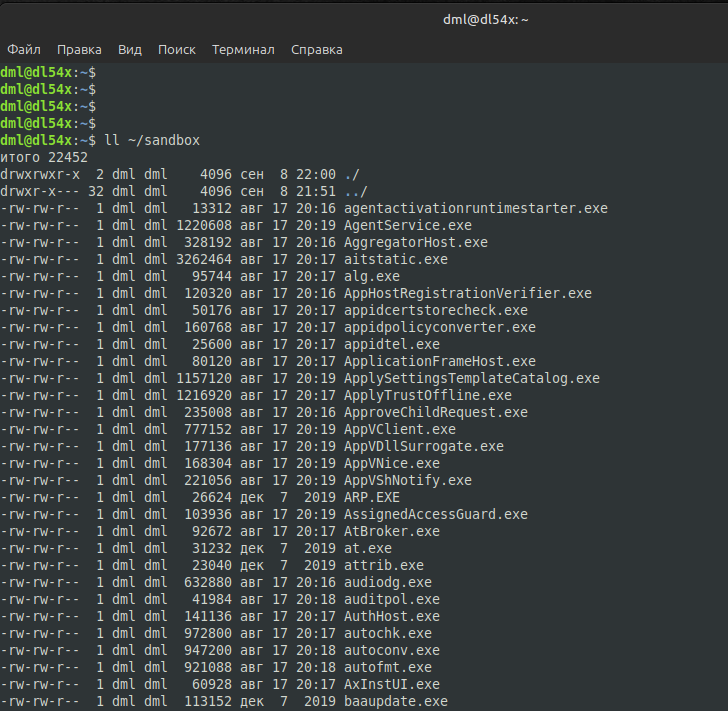 dml@dl54x: ~
Файл Правка Вид Поиск Терминал Справка
dml@dl54x:~$
dml@dl54x:~$
dml@dl54x:~$
dml@dl54x:~$
dml@dl54x:~$ ll ~/sandbox
итого 22452
drwxrwxr-x  2 dml dml    4096 сен  8 22:00 ./
drwxr-x--- 32 dml dml    4096 сен  8 21:51 ../
-rw-rw-r--  1 dml dml   13312 авг 17 20:16 agentactivationruntimestarter.exe
-rw-rw-r--  1 dml dml 1220608 авг 17 20:19 AgentService.exe
-rw-rw-r--  1 dml dml  328192 авг 17 20:16 AggregatorHost.exe
-rw-rw-r--  1 dml dml 3262464 авг 17 20:17 aitstatic.exe
-rw-rw-r--  1 dml dml   95744 авг 17 20:17 alg.exe
-rw-rw-r--  1 dml dml  120320 авг 17 20:16 AppHostRegistrationVerifier.exe
-rw-rw-r--  1 dml dml   50176 авг 17 20:17 appidcertstorecheck.exe
-rw-rw-r--  1 dml dml  160768 авг 17 20:17 appidpolicyconverter.exe
-rw-rw-r--  1 dml dml   25600 авг 17 20:17 appidtel.exe
-rw-rw-r--  1 dml dml   80120 авг 17 20:17 ApplicationFrameHost.exe
-rw-rw-r--  1 dml dml 1157120 авг 17 20:19 ApplySettingsTemplateCatalog.exe
-rw-rw-r--  1 dml dml 1216920 авг 17 20:17 ApplyTrustOffline.exe
-rw-rw-r--  1 dml dml  235008 авг 17 20:16 ApproveChildRequest.exe
-rw-rw-r--  1 dml dml  777152 авг 17 20:19 AppVClient.exe
-rw-rw-r--  1 dml dml  177136 авг 17 20:19 AppVDllSurrogate.exe
-rw-rw-r--  1 dml dml  168304 авг 17 20:19 AppVNice.exe
-rw-rw-r--  1 dml dml  221056 авг 17 20:19 AppVShNotify.exe
-rw-rw-r--  1 dml dml   26624 дек  7  2019 ARP.EXE
-rw-rw-r--  1 dml dml  103936 авг 17 20:19 AssignedAccessGuard.exe
-rw-rw-r--  1 dml dml   92672 авг 17 20:17 AtBroker.exe
-rw-rw-r--  1 dml dml   31232 дек  7  2019 at.exe
-rw-rw-r--  1 dml dml   23040 дек  7  2019 attrib.exe
-rw-rw-r--  1 dml dml  632880 авг 17 20:16 audiodg.exe
-rw-rw-r--  1 dml dml   41984 авг 17 20:18 auditpol.exe
-rw-rw-r--  1 dml dml  141136 авг 17 20:17 AuthHost.exe
-rw-rw-r--  1 dml dml  972800 авг 17 20:17 autochk.exe
-rw-rw-r--  1 dml dml  947200 авг 17 20:18 autoconv.exe
-rw-rw-r--  1 dml dml  921088 авг 17 20:18 autofmt.exe
-rw-rw-r--  1 dml dml   60928 авг 17 20:17 AxInstUI.exe
-rw-rw-r--  1 dml dml  113152 дек  7  2019 baaupdate.exe